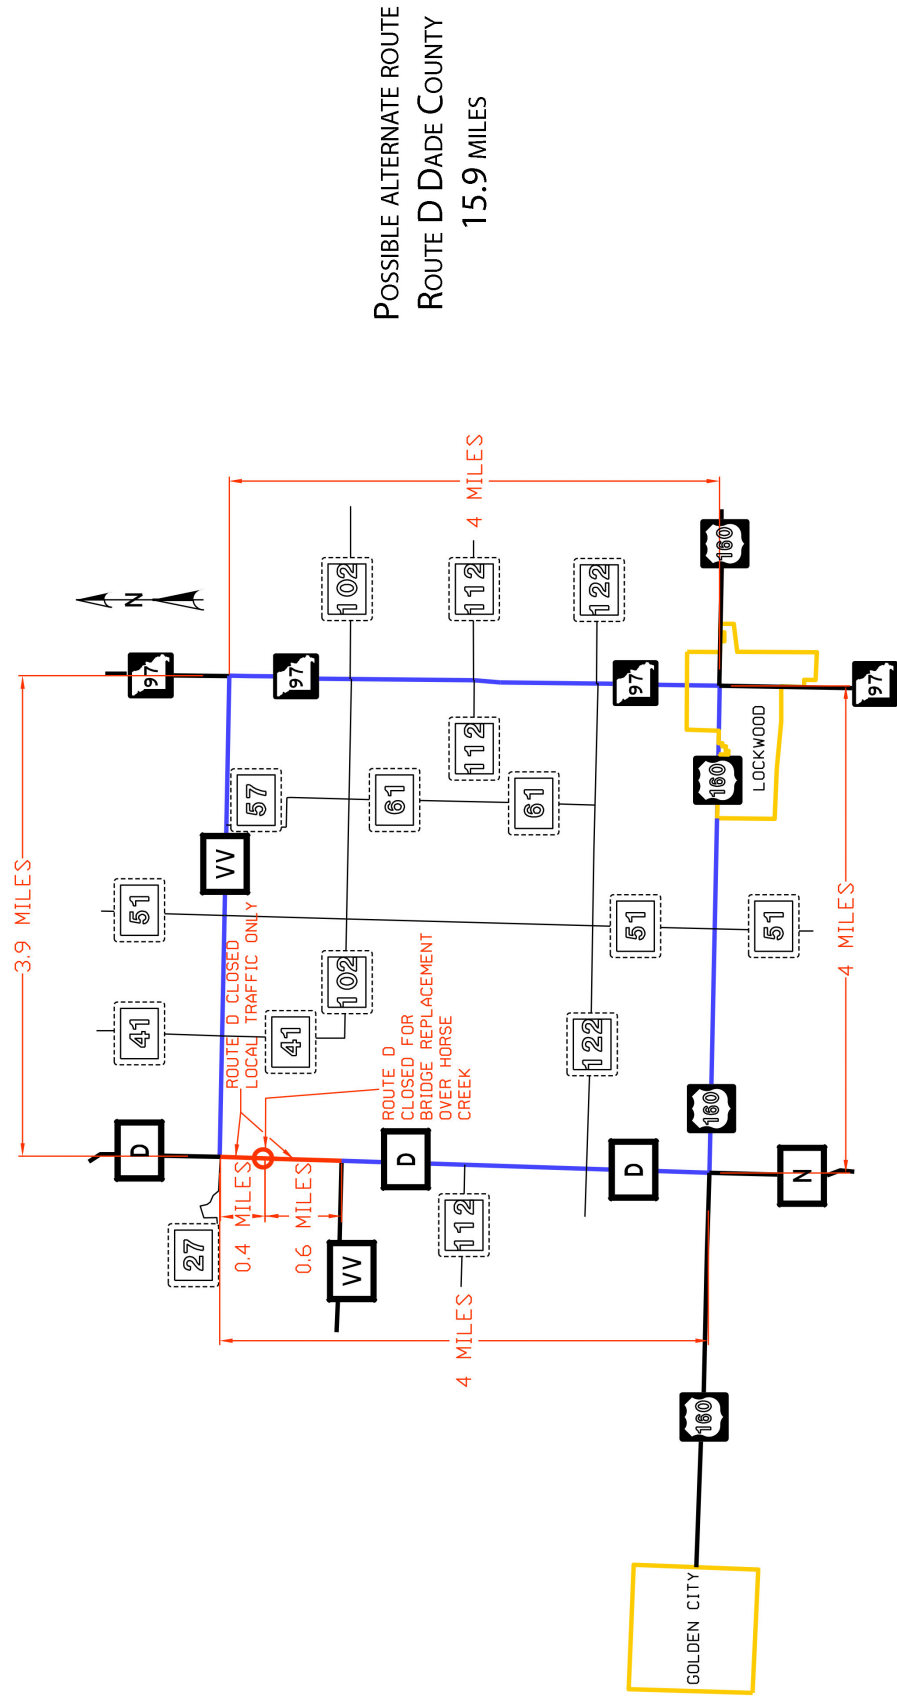 POSSIBLE ALTERNATE ROUTE
ROUTE D DADE COUNTY
15.9 MILES
N
3.9 MILES
4 MILES
4 MILES
4 MILES
0.4 MILES
0.6 MILES
ROUTE D CLOSED
LOCAL TRAFFIC ONLY
ROUTE D
CLOSED FOR
BRIDGE REPLACEMENT
OVER HORSE
CREEK
D
41
51
97
27
VV
57
97
41
102
102
VV
D
61
112
112
112
61
D
122
51
97
122
N
160
51
160
LOCKWOOD
160
97
160
GOLDEN CITY